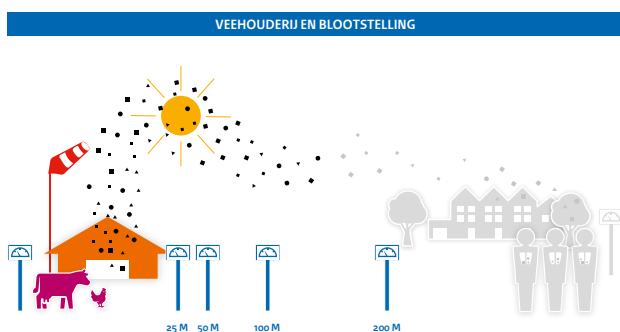 VEEHOUDERIJ EN BLOOTSTELLING
25 M 50 M 100 M 200 M